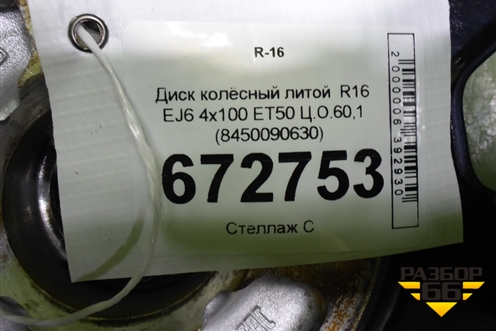 R-16
Диск колёсный литой R16
EJ6 4x100 ET50 Ц.О.60,1
(8450090630)
672753
Стеллаж С
2000006392930
РАЗБОР
66